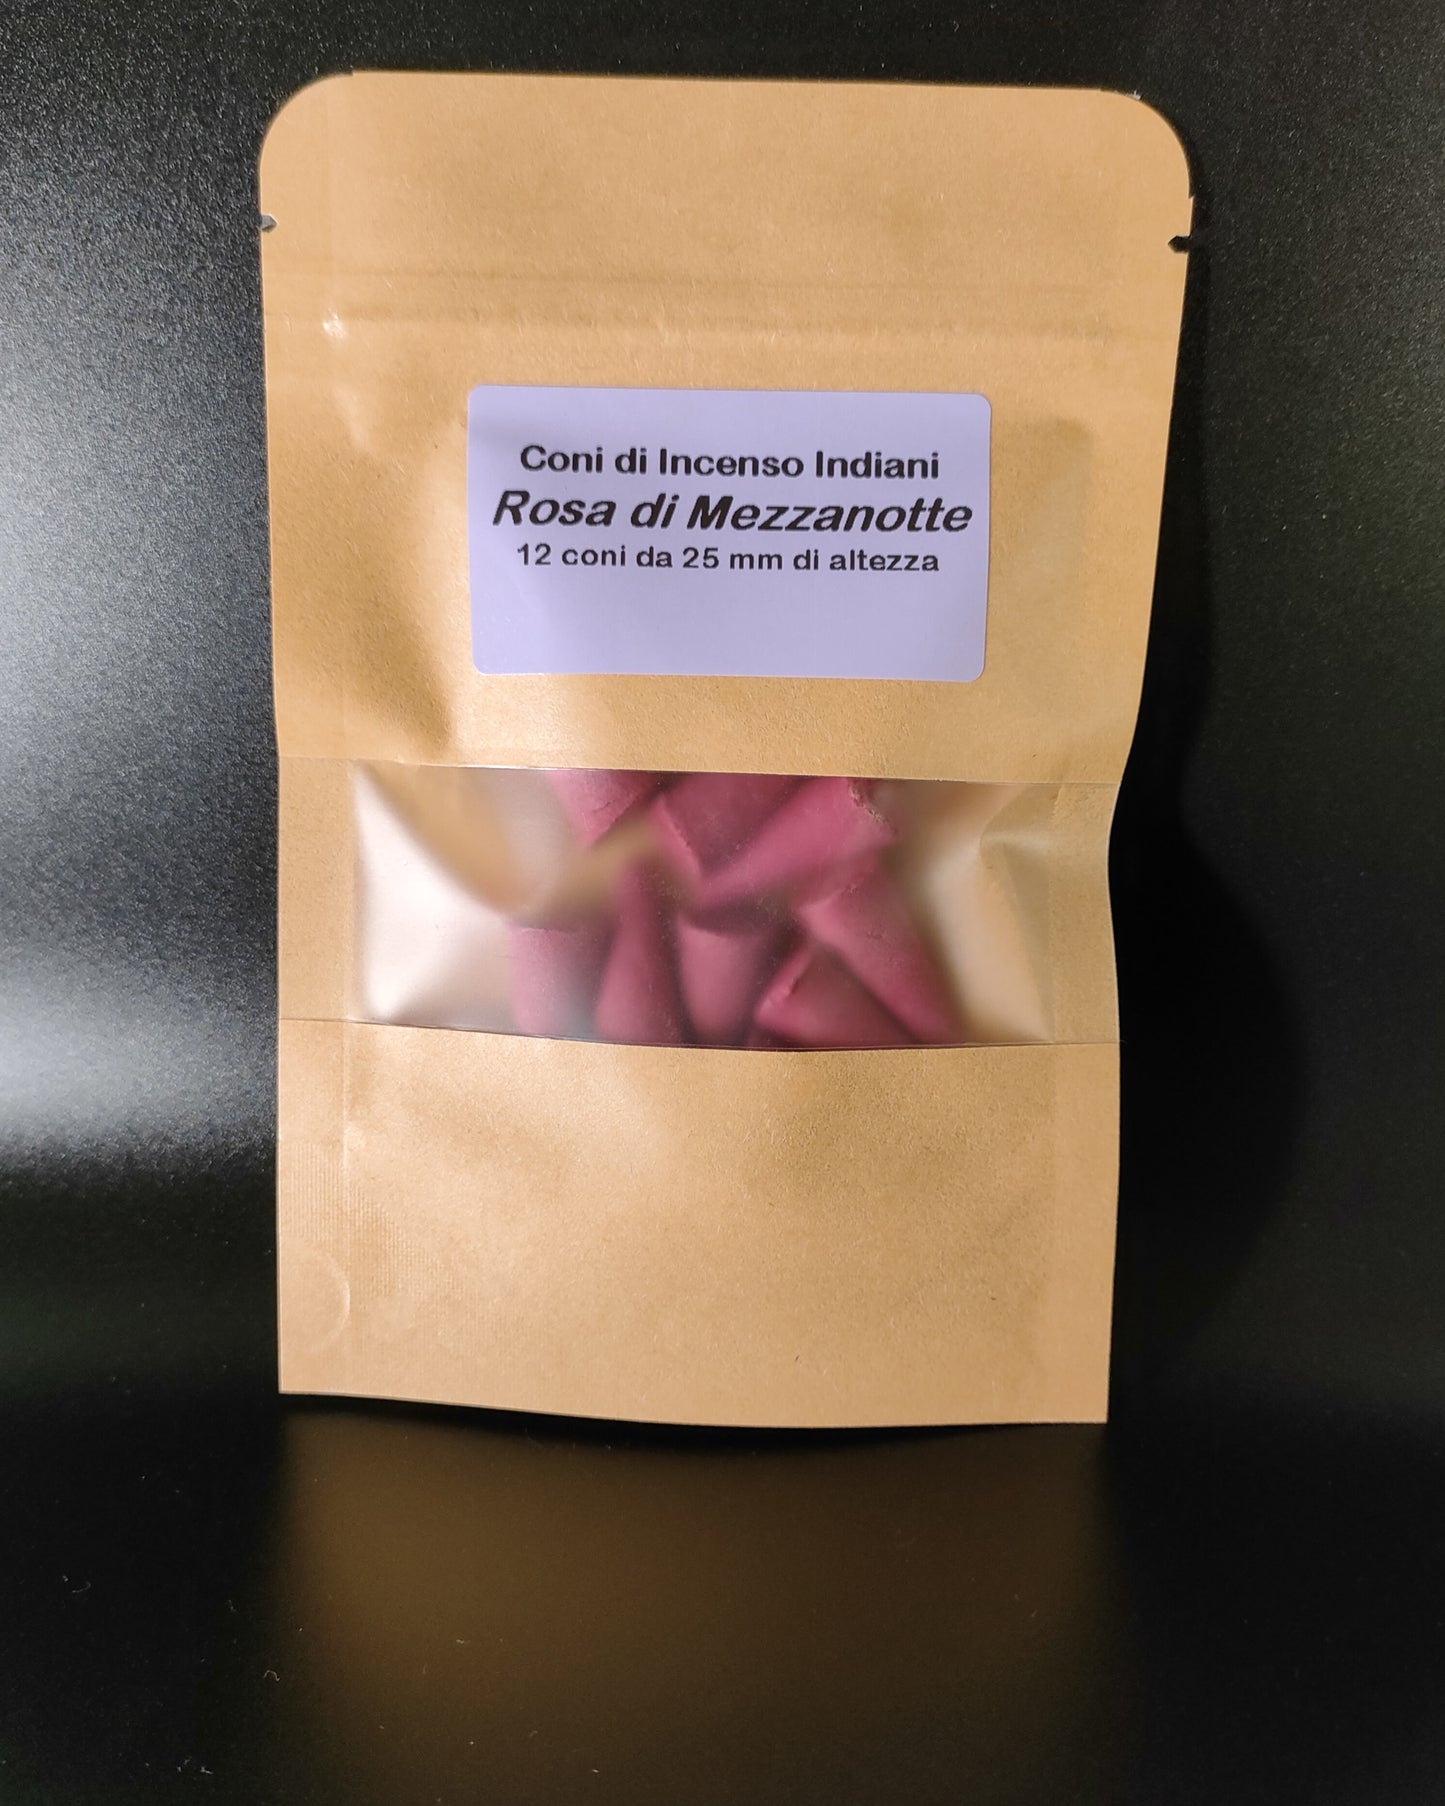 Coni di Incenso Indiani
Rosa di Mezzanotte
12 coni da 25 mm di altezza